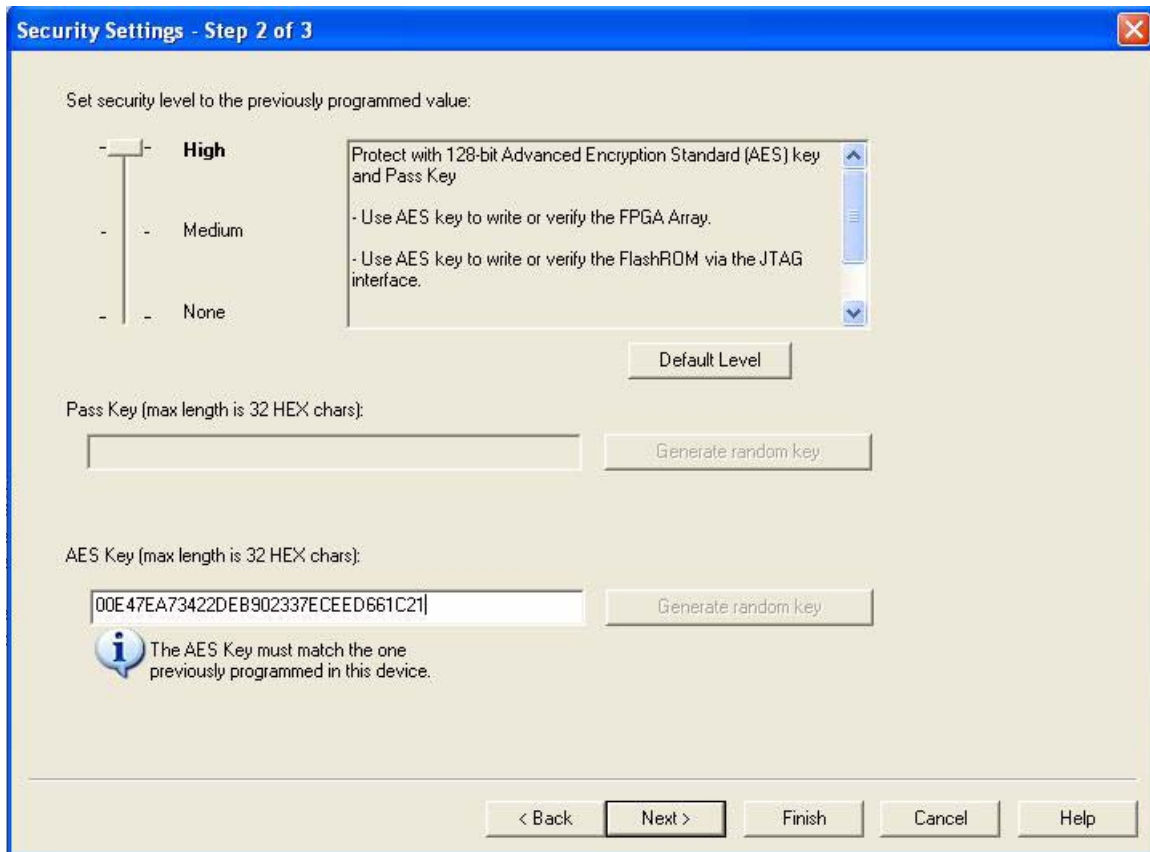 Security Settings - Step 2 of 3
Set security level to the previously programmed value:
High
Protect with 128-bit Advanced Encryption Standard (AES) key
and Pass Key
- Use AES key to write or verify the FPGA Array.
Medium
- Use AES key to write or verify the FlashROM via the JTAG
interface.
None
Default Level
Pass Key (max length is 32 HEX chars):
Generate random key
AES Key (max length is 32 HEX chars):
00E47EA73422DEB902337ECEED661C21
Generate random key
The AES Key must match the one
previously programmed in this device.
< Back Next > Finish Cancel Help